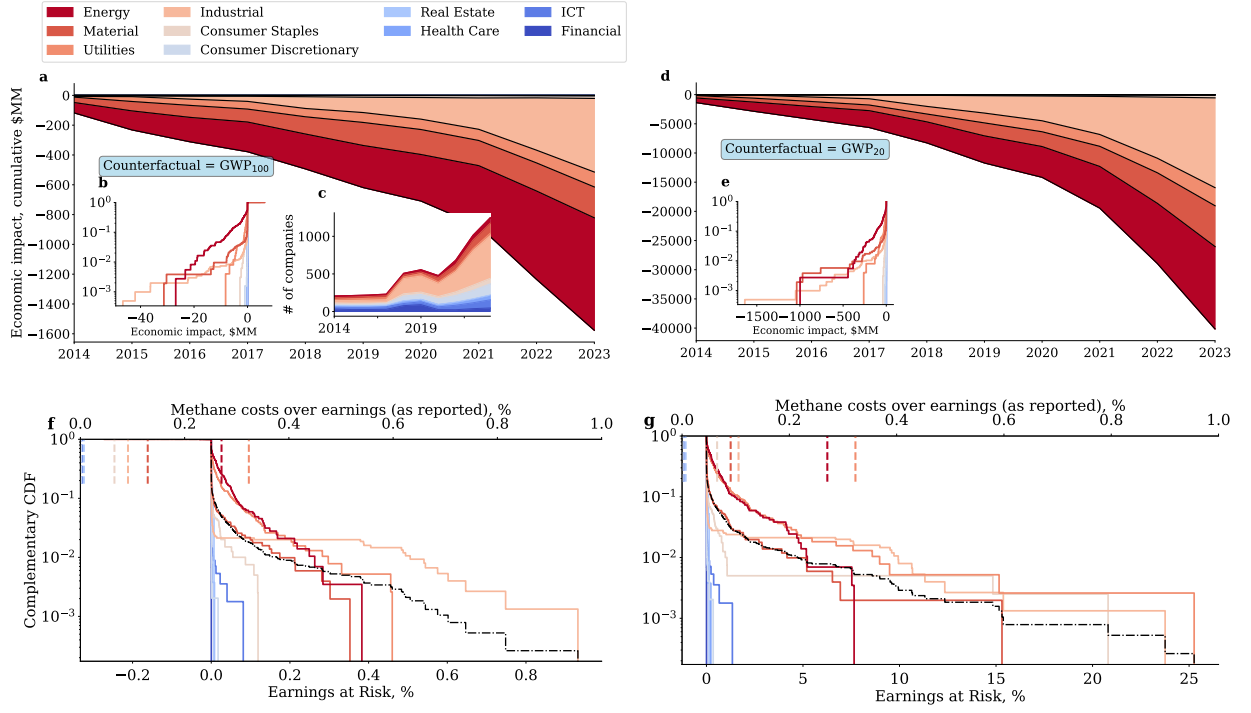 Energy
Material
Utilities
Industrial
Consumer Staples
Consumer Discretionary
Real Estate
Health Care
ICT
Financial
a
Economic impact, cumulative $MM
0
−200
−400
−600
−800
−1000
−1200
−1400
−1600
Counterfactual = GWP100
2014 2015 2016 2017 2018 2019 2020 2021 2022 2023
b
10^0
10^−1
10^−2
10^−3
−40 −20 0
Economic impact, $MM
c
# of companies
1000
500
0
2014 2019
d
0
−5000
−10000
−15000
−20000
−25000
−30000
−35000
−40000
Counterfactual = GWP20
2014 2015 2016 2017 2018 2019 2020 2021 2022 2023
e
10^0
10^−1
10^−2
10^−3
−1500 −1000 −500 0
Economic impact, $MM
Methane costs over earnings (as reported), %
f
0.0 0.2 0.4 0.6 0.8 1.0
Complementary CDF
10^0
10^−1
10^−2
10^−3
−0.2 0.0 0.2 0.4 0.6 0.8
Earnings at Risk, %
Methane costs over earnings (as reported), %
g
0.0 0.2 0.4 0.6 0.8 1.0
10^0
10^−1
10^−2
10^−3
0 5 10 15 20 25
Earnings at Risk, %